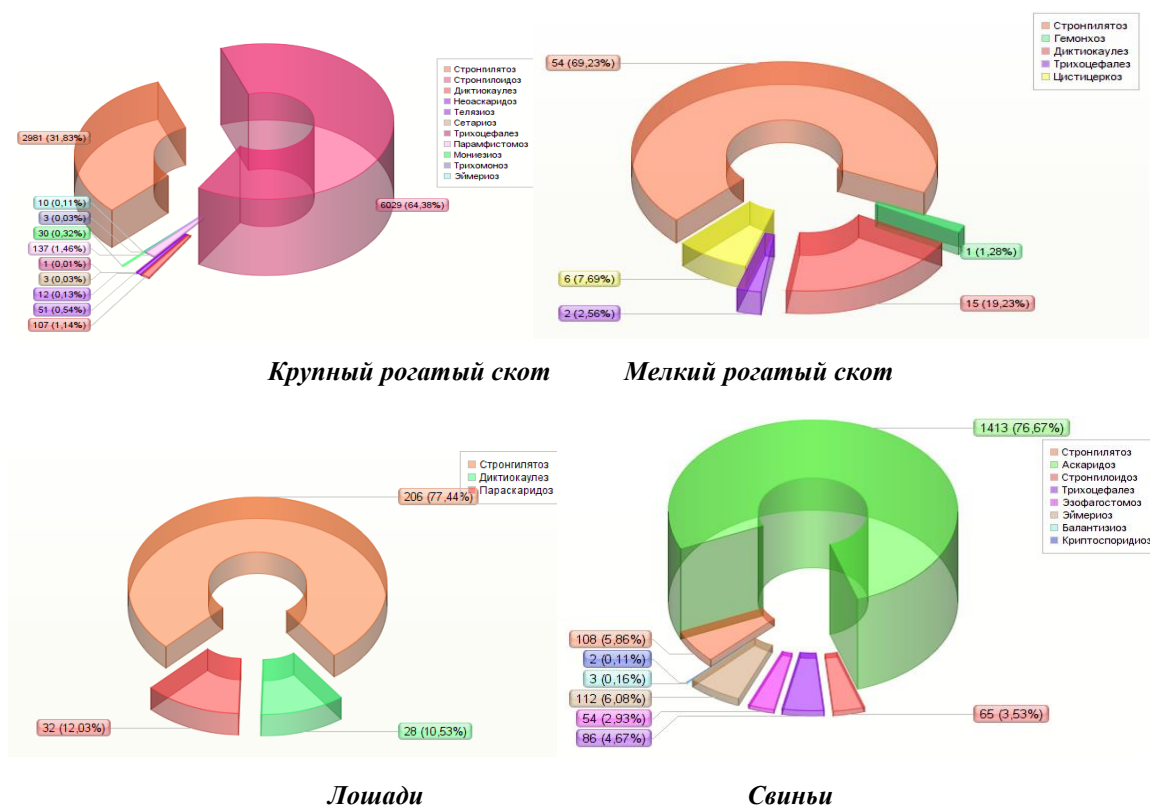 Стронгилятоз
Стронгилоидоз
Диктиокаулез
Неоаскаридоз
Телязиоз
Сетариоз
Трихоцефалез
Парамфистомоз
Мониезиоз
Трихомоноз
Эймериоз
2981 (31,83%)
10 (0,11%)
3 (0,03%)
30 (0,32%)
137 (1,46%)
1 (0,01%)
3 (0,03%)
12 (0,13%)
51 (0,54%)
107 (1,14%)
6029 (64,38%)
Стронгилятоз
Гемонхоз
Диктиокаулез
Трихоцефалез
Цистицеркоз
54 (69,23%)
1 (1,28%)
6 (7,69%)
15 (19,23%)
2 (2,56%)
Крупный рогатый скот
Мелкий рогатый скот
Стронгилятоз
Диктиокаулез
Параскаридоз
206 (77,44%)
32 (12,03%)
28 (10,53%)
1413 (76,67%)
Стронгилятоз
Аскаридоз
Стронгилоидоз
Трихоцефалез
Эзофагостомоз
Эймериоз
Балантизиоз
Криптоспоридиоз
108 (5,86%)
2 (0,11%)
3 (0,16%)
112 (6,08%)
54 (2,93%)
86 (4,67%)
65 (3,53%)
Лошади
Свиньи